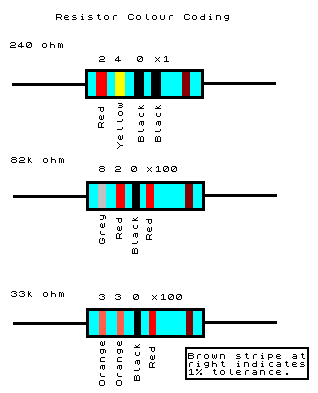 Resistor Colour Coding
240 ohm
2 4 0 x1
Red
Yellow
Black
Black
82k ohm
8 2 0 x100
Grey
Red
Black
Red
33k ohm
3 3 0 x100
Orange
Orange
Black
Red
Brown stripe at
right indicates
1% tolerance.